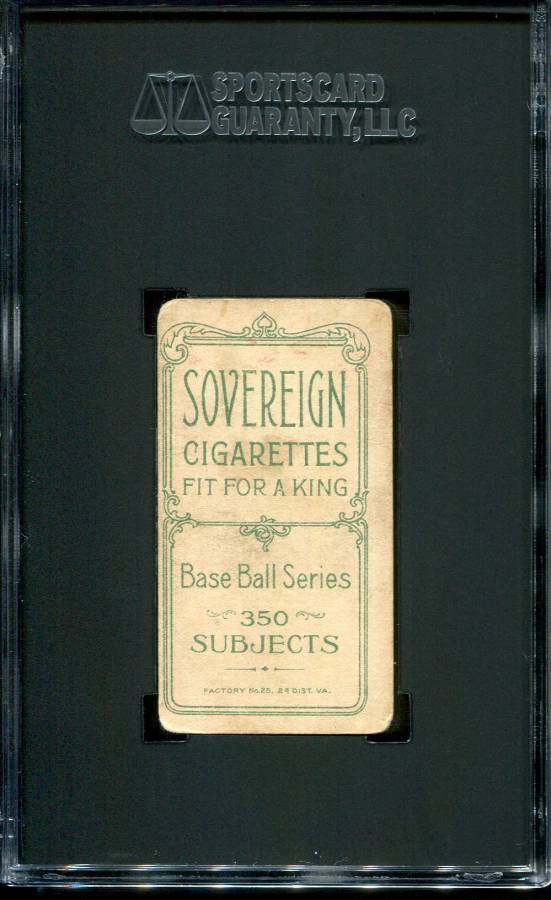 SPORTSCARD
GUARANTY, LLC
SOVEREIGN
CIGARETTES
FIT FOR A KING
Base Ball Series
350
SUBJECTS
FACTORY No. 25, 2D DIST. VA.